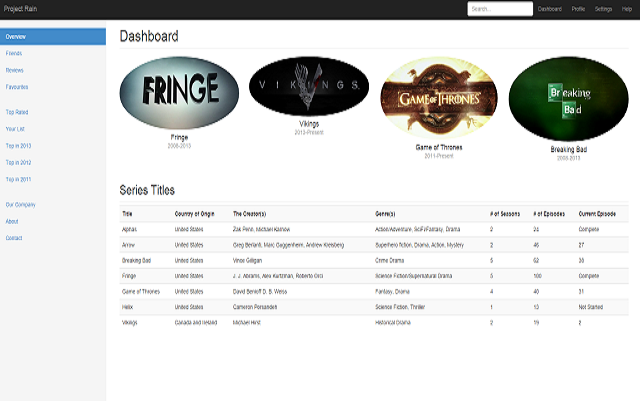 Project Rain
Search...
Dashboard
Profile
Settings
Help
Overview
Friends
Reviews
Favourites
Top Rated
Your List
Top in 2013
Top in 2012
Top in 2011
Our Company
About
Contact
Dashboard
FRINGE
VIKINGS
GAME OF THRONES
Breaking Bad
Fringe
2008-2013
Vikings
2013-Present
Game of Thrones
2011-Present
Breaking Bad
2008-2013
Series Titles
Title Country of Origin The Creator(s) Genre(s) # of Seasons # of Episodes Current Episode
Alphas United States Zak Penn, Michael Karnow Action/Adventure, SciFi/Fantasy, Drama 2 24 Complete
Arrow United States Greg Berlanti, Marc Guggenheim, Andrew Kreisberg Superhero fiction, Drama, Action, Mystery 2 46 27
Breaking Bad United States Vince Gilligan Crime Drama 5 62 38
Fringe United States J. J. Abrams, Alex Kurtzman, Roberto Orci Science Fiction/Supernatural Drama 5 100 Complete
Game of Thrones United States David Benioff D. B. Weiss Fantasy, Drama 4 40 31
Helix United States Cameron Porsandeh Science Fiction, Thriller 1 13 Not Started
Vikings Canada and Ireland Michael Hirst Historical Drama 2 19 2